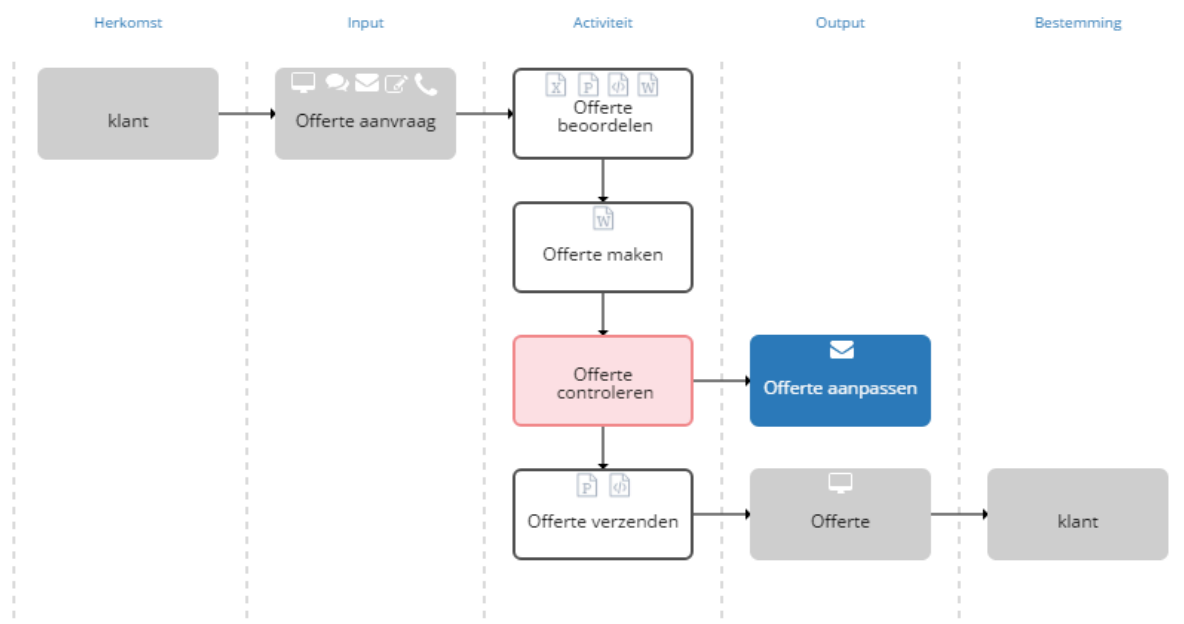 Herkomst
Input
Activiteit
Output
Bestemming
klant
Offerte aanvraag
X P </> W
Offerte
beoordelen
W
Offerte maken
Offerte
controleren
Offerte aanpassen
P </>
Offerte verzenden
Offerte
klant